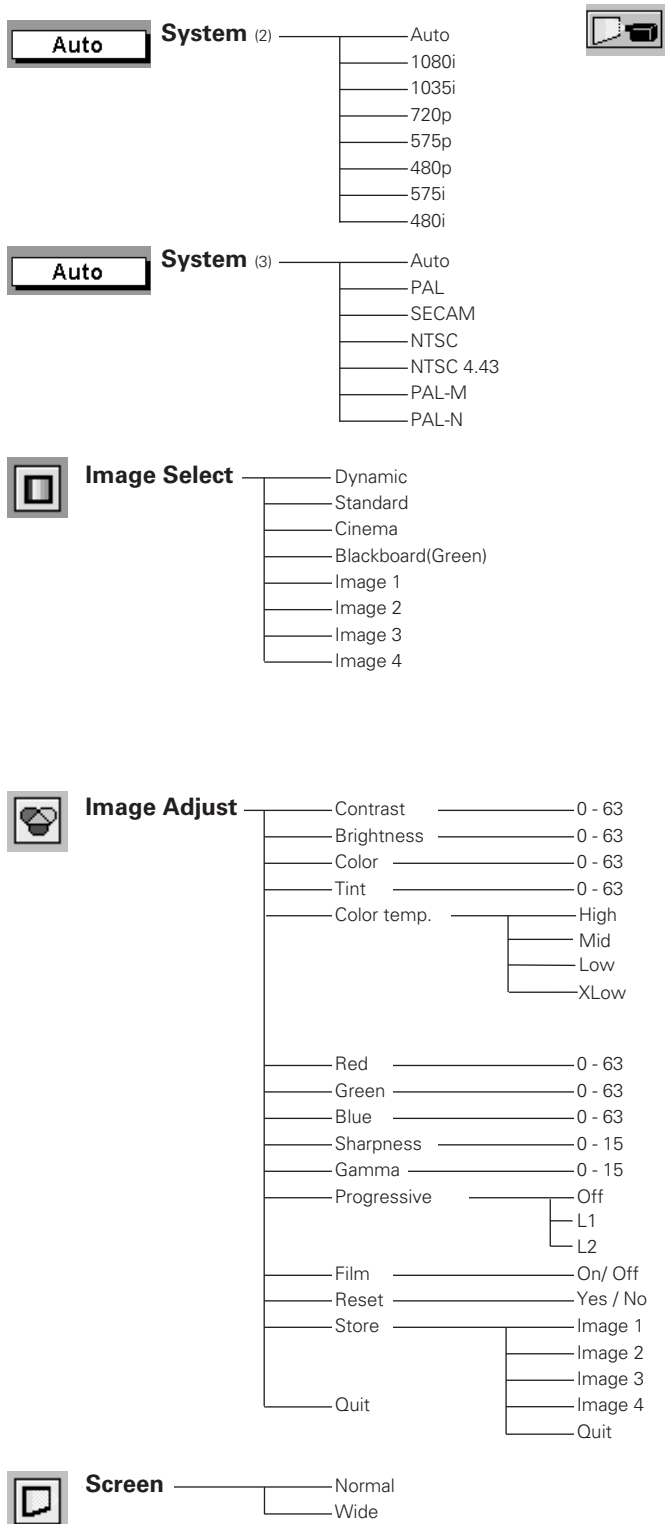 Auto System (2) Auto
1080i
1035i
720p
575p
480p
575i
480i
Auto System (3) Auto
PAL
SECAM
NTSC
NTSC 4.43
PAL-M
PAL-N
Image Select Dynamic
Standard
Cinema
Blackboard(Green)
Image 1
Image 2
Image 3
Image 4
Image Adjust Contrast 0 - 63
Brightness 0 - 63
Color 0 - 63
Tint 0 - 63
Color temp. High
Mid
Low
XLow
Red 0 - 63
Green 0 - 63
Blue 0 - 63
Sharpness 0 - 15
Gamma 0 - 15
Progressive Off
L1
L2
Film On/ Off
Reset Yes / No
Store Image 1
Image 2
Image 3
Quit Image 4
Quit
Screen Normal
Wide